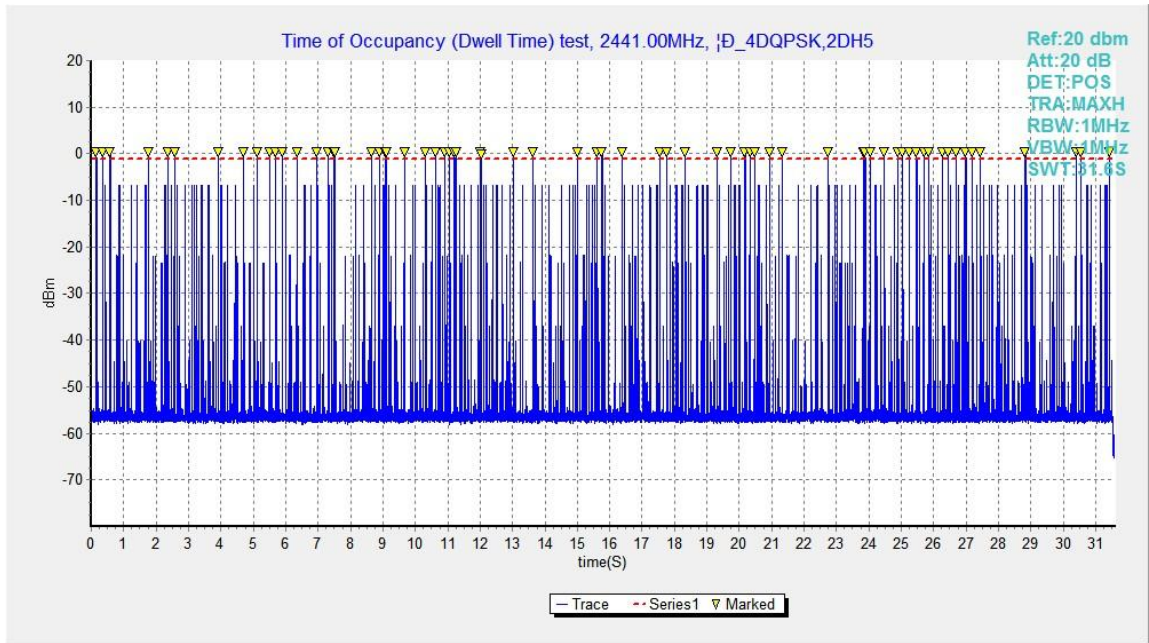 Time of Occupancy (Dwell Time) test, 2441.00MHz, ¦Ð_4DQPSK,2DH5
Ref:20 dbm
Att:20 dB
DET:POS
TRA:MAXH
RBW:1MHz
VBW:1MHz
SWT:31.6S
20
10
0
-10
-20
-30
-40
-50
-60
-70
dBm
0 1 2 3 4 5 6 7 8 9 10 11 12 13 14 15 16 17 18 19 20 21 22 23 24 25 26 27 28 29 30 31
time(S)
Trace Series1 Marked